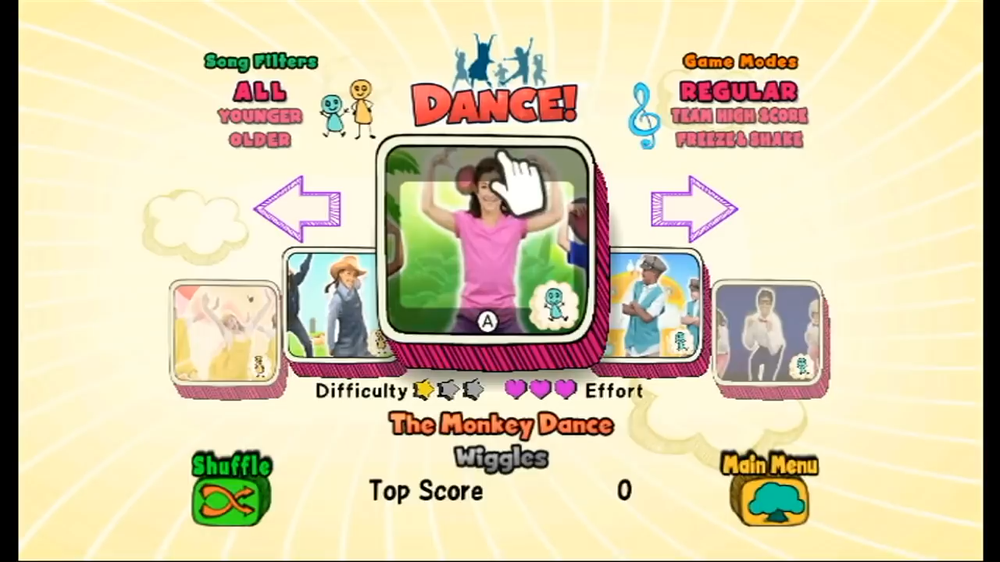 Song Filters
ALL
YOUNGER
OLDER
DANCE!
Game Modes
REGULAR
TEAM HIGH SCORE
FREEZE & SHAKE
A
Difficulty
Effort
The Monkey Dance
Wiggles
Top Score 0
Shuffle
Main Menu